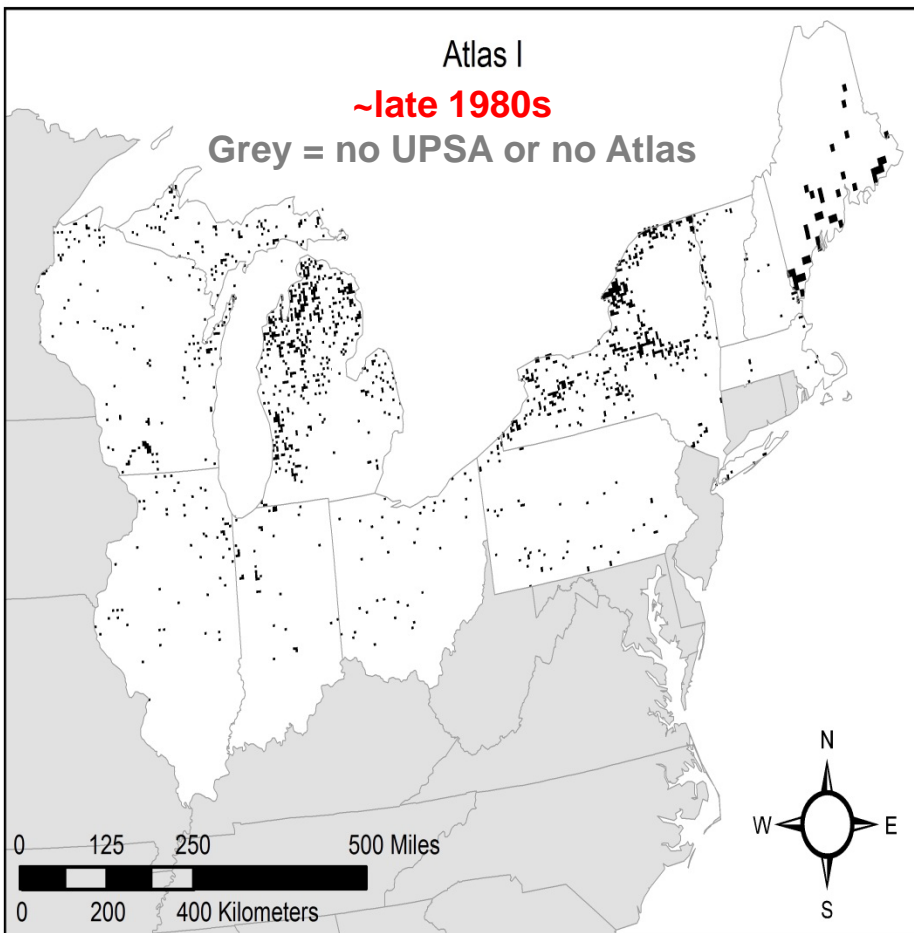 Atlas I
~late 1980s
Grey = no UPSA or no Atlas
N
W E
S
0 125 250 500 Miles
0 200 400 Kilometers